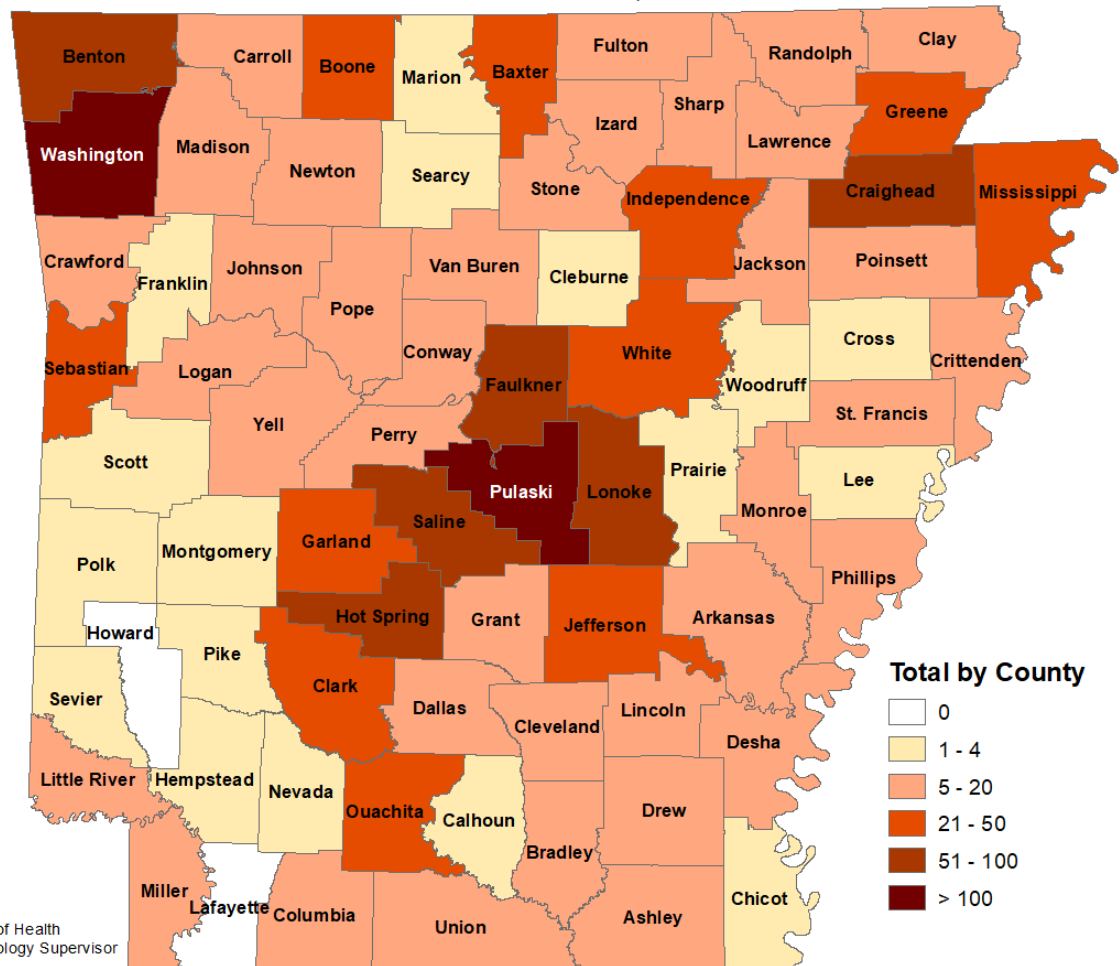 Benton
Carroll
Boone
Marion
Baxter
Fulton
Randolph
Clay
Sharp
Izard
Greene
Lawrence
Washington
Madison
Newton
Searcy
Stone
Independence
Craighead
Mississippi
Crawford
Franklin
Johnson
Van Buren
Cleburne
Jackson
Poinsett
Pope
Sebastian
Logan
Conway
Faulkner
White
Woodruff
Cross
Crittenden
St. Francis
Yell
Perry
Scott
Pulaski
Lonoke
Prairie
Lee
Monroe
Saline
Garland
Montgomery
Polk
Phillips
Hot Spring
Grant
Jefferson
Arkansas
Howard
Pike
Clark
Sevier
Dallas
Cleveland
Lincoln
Desha
Little River
Hempstead
Nevada
Ouachita
Calhoun
Drew
Bradley
Miller
Lafayette
Columbia
Union
Ashley
Chicot
Total by County
0
1 - 4
5 - 20
21 - 50
51 - 100
> 100
of Health
ology Supervisor